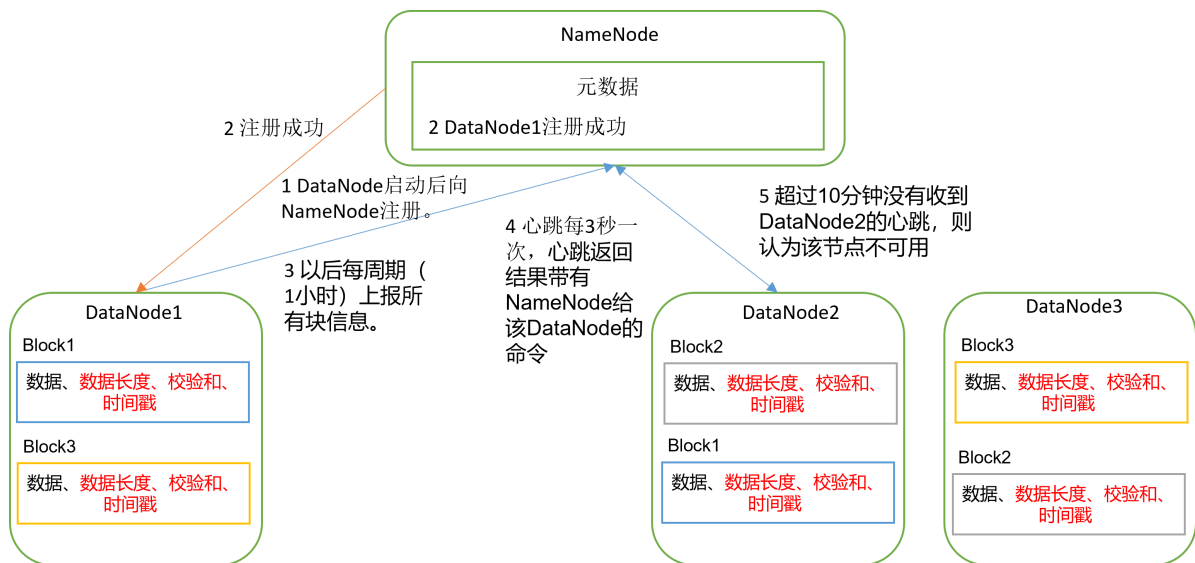 NameNode
元数据
2 DataNode1注册成功
2 注册成功
1 DataNode启动后向
NameNode注册。
3 以后每周期（
1小时）上报所
有块信息。
4 心跳每3秒一
次，心跳返回
结果带有
NameNode给
该DataNode的
命令
5 超过10分钟没有收到
DataNode2的心跳，则
认为该节点不可用
DataNode1
Block1
数据、数据长度、校验和、
时间戳
Block3
数据、数据长度、校验和、
时间戳
DataNode2
Block2
数据、数据长度、校验和、
时间戳
Block1
数据、数据长度、校验和、
时间戳
DataNode3
Block3
数据、数据长度、校验和、
时间戳
Block2
数据、数据长度、校验和、
时间戳